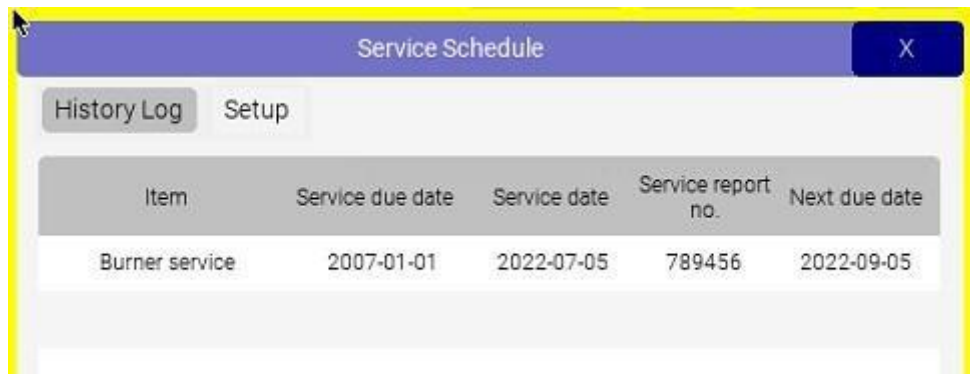 Service Schedule X
History Log Setup
Item Service due date Service date Service report no. Next due date
Burner service 2007-01-01 2022-07-05 789456 2022-09-05